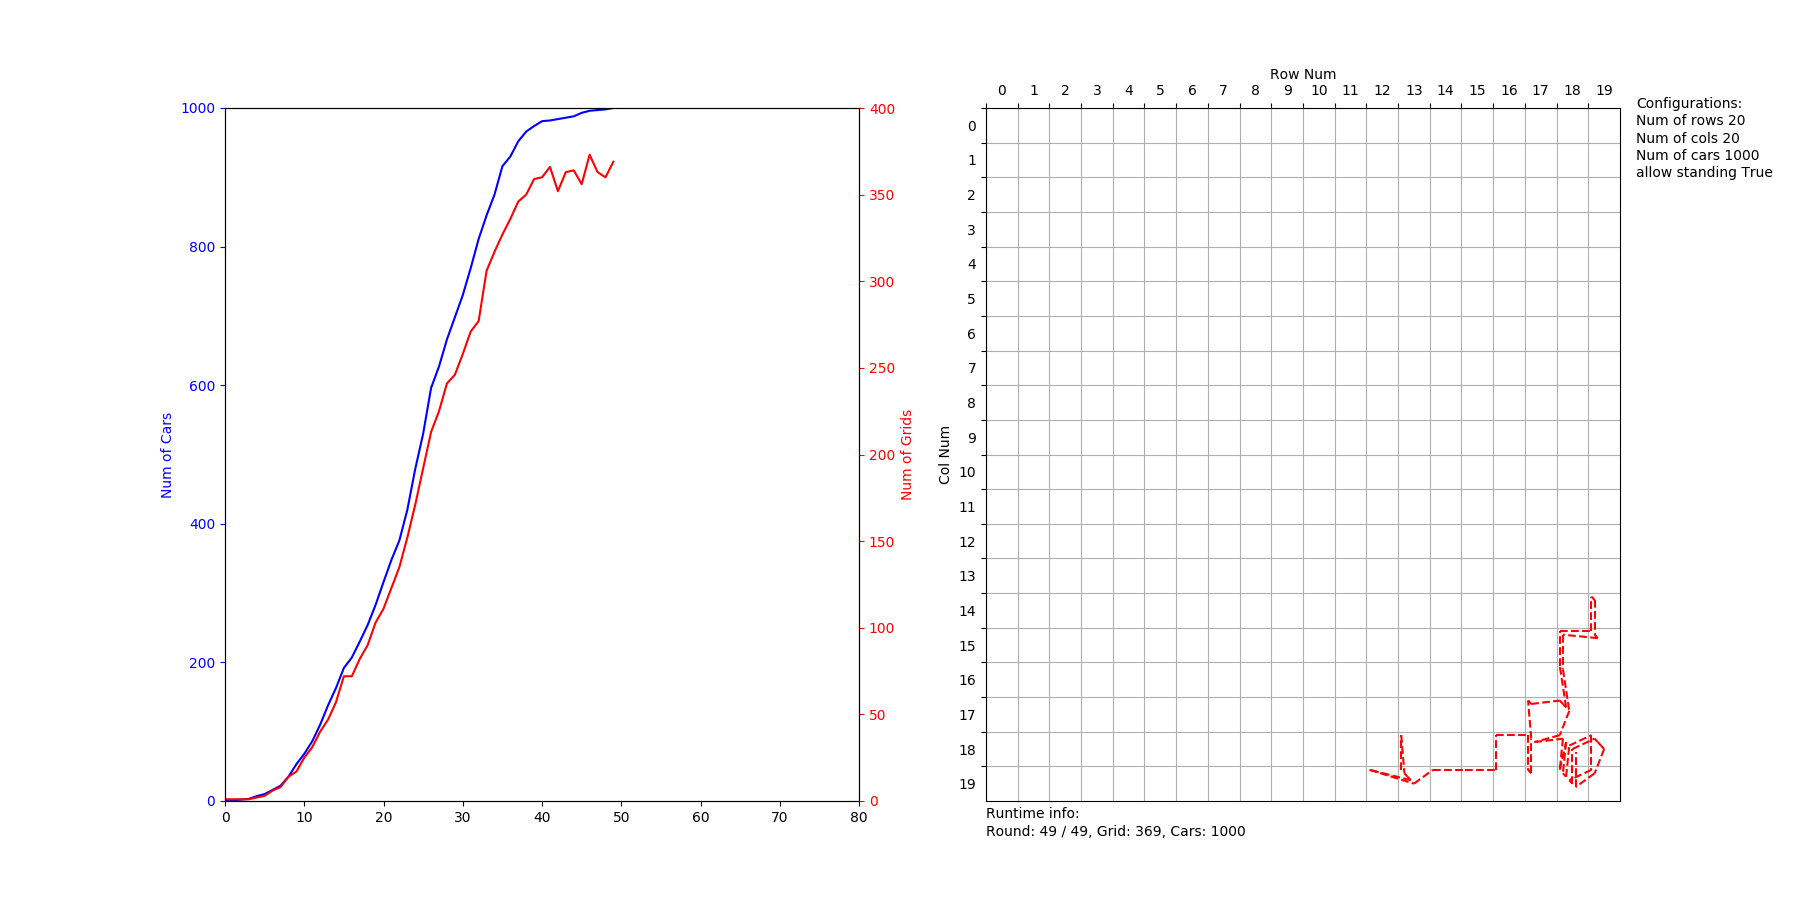 Row Num
0 1 2 3 4 5 6 7 8 9 10 11 12 13 14 15 16 17 18 19
Configurations:
Num of rows 20
Num of cols 20
Num of cars 1000
allow standing True
1000
800
600
400
200
0
Num of Cars
0 10 20 30 40 50 60 70 80
400
350
300
250
200
150
100
50
0
Num of Grids
Col Num
0
1
2
3
4
5
6
7
8
9
10
11
12
13
14
15
16
17
18
19
Runtime info:
Round: 49 / 49, Grid: 369, Cars: 1000